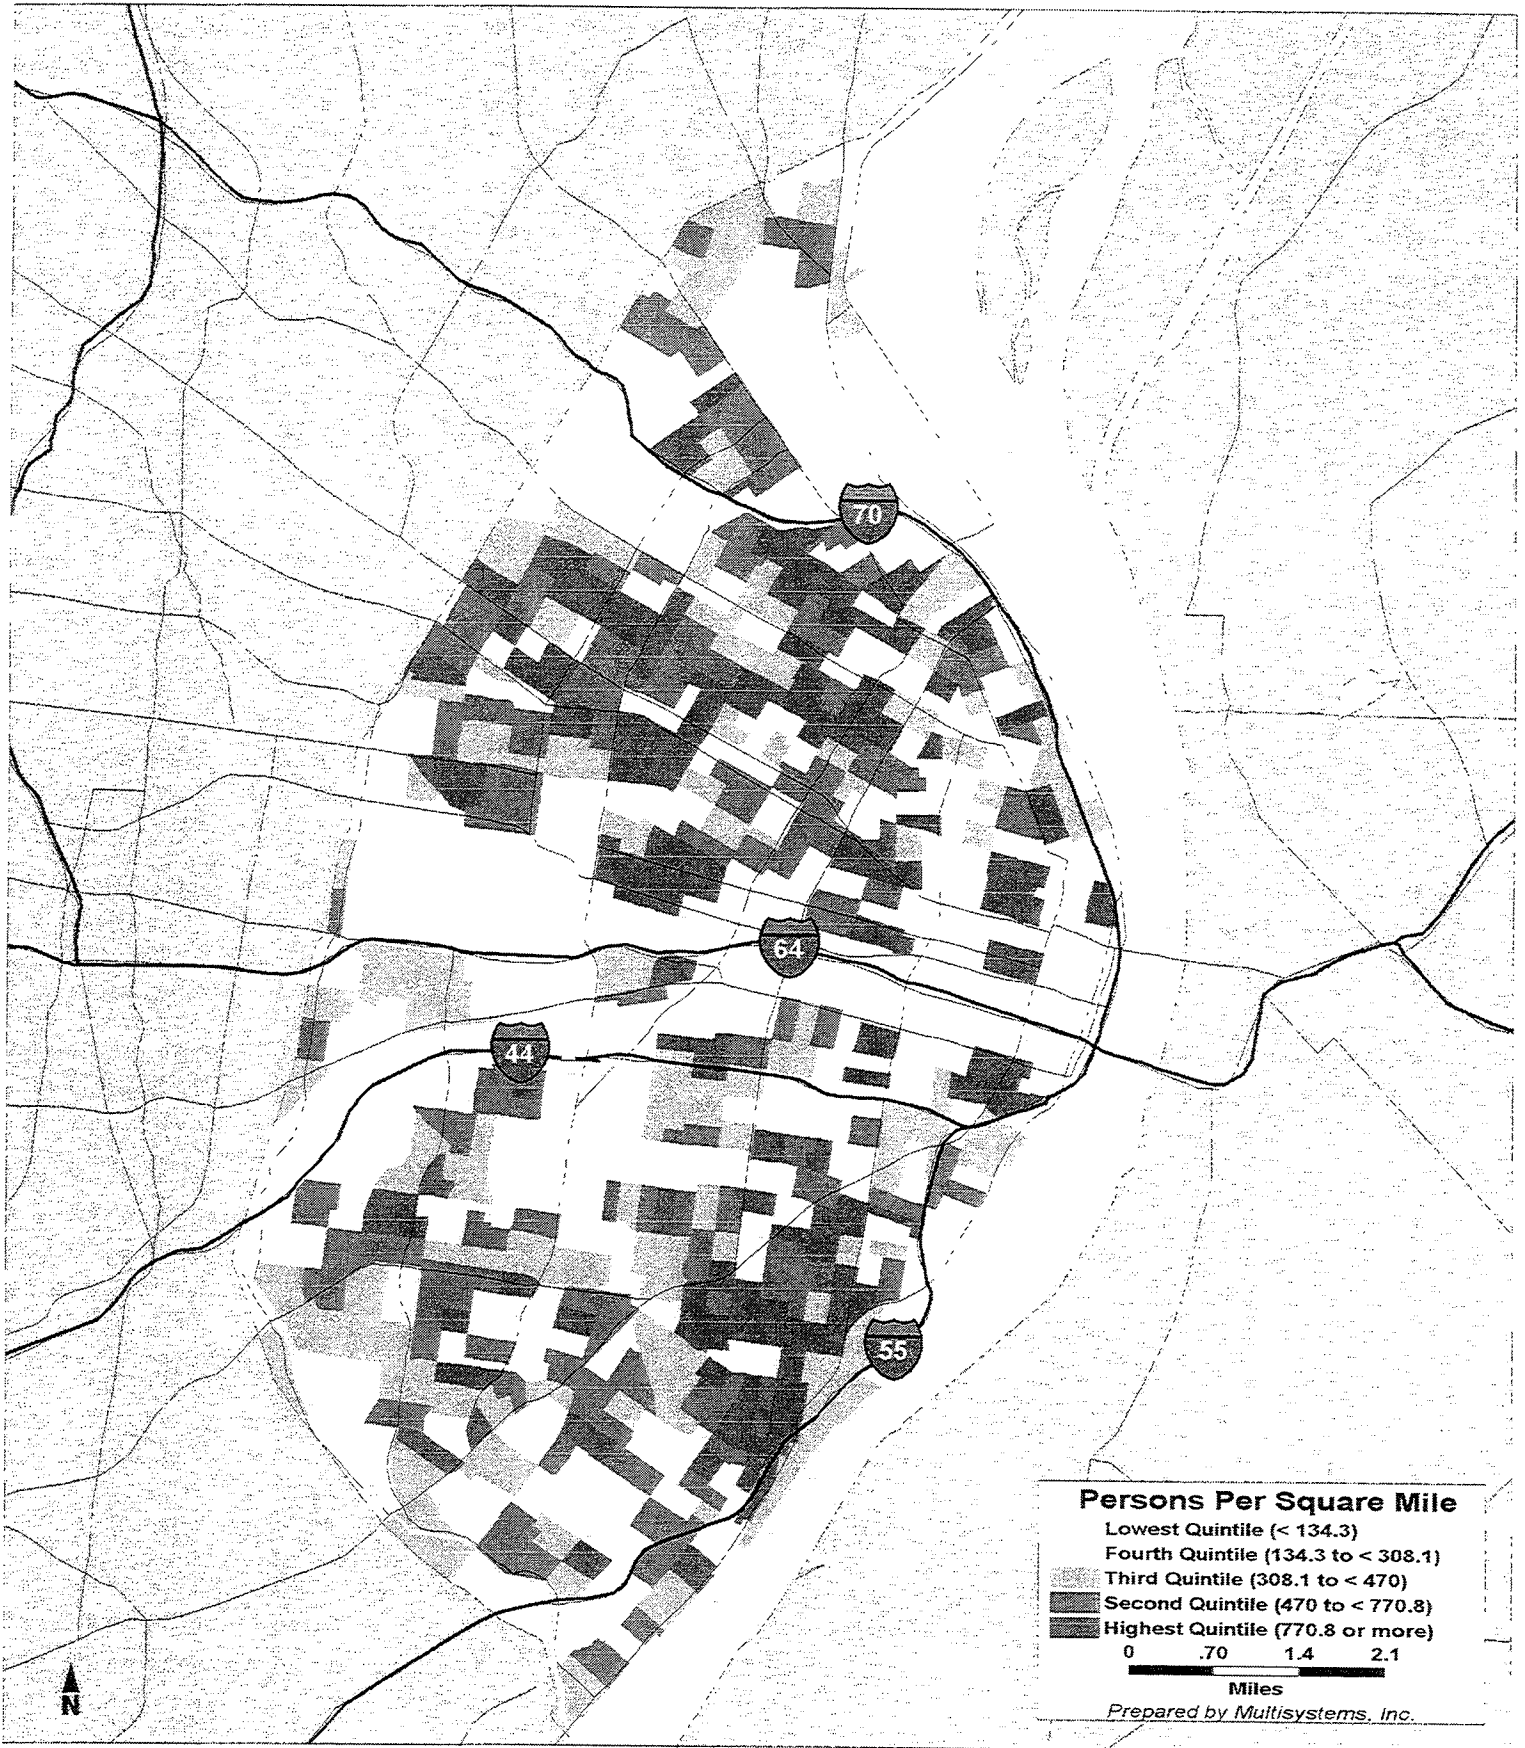 70
64
44
55
Persons Per Square Mile
Lowest Quintile (< 134.3)
Fourth Quintile (134.3 to < 308.1)
Third Quintile (308.1 to < 470)
Second Quintile (470 to < 770.8)
Highest Quintile (770.8 or more)
0 .70 1.4 2.1
Miles
N
Prepared by Multisystems, Inc.